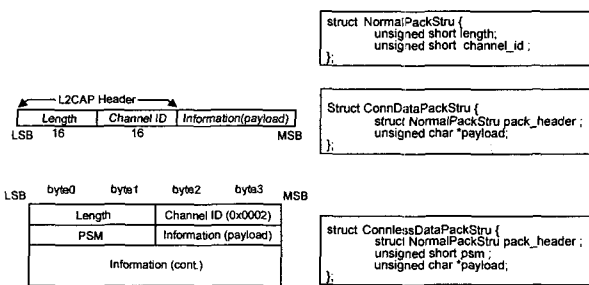 struct NormalPackStru {
unsigned short length;
unsigned short channel_id ;
};
L2CAP Header
Length Channel ID Information(payload)
LSB 16 16 MSB
Struct ConnDataPackStru {
struct NormalPackStru pack_header ;
unsigned char *payload;
};
LSB byte0 byte1 byte2 byte3 MSB
Length Channel ID (0x0002)
PSM Information (payload)
Information (cont.)
struct ConnlessDataPackStru {
struct NormalPackStru pack_header ;
unsigned short psm ;
unsigned char *payload;
};